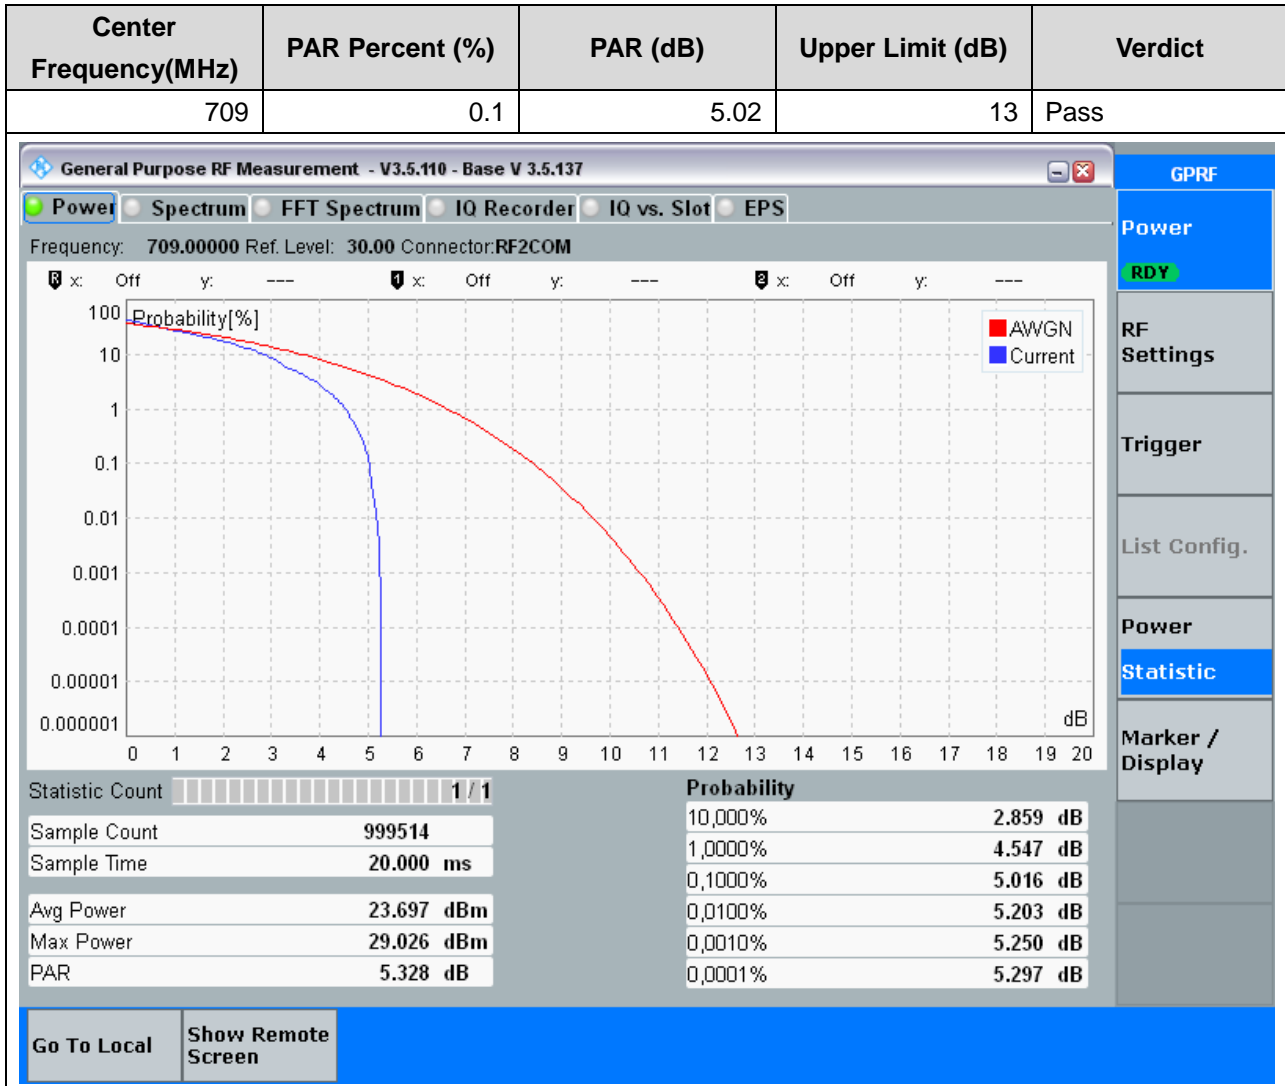 Center Frequency(MHz) PAR Percent (%) PAR (dB) Upper Limit (dB) Verdict
709 0.1 5.02 13 Pass
General Purpose RF Measurement - V3.5.110 - Base V 3.5.137
GPRF
Power Spectrum FFT Spectrum IQ Recorder IQ vs. Slot EPS
Frequency: 709.00000 Ref. Level: 30.00 Connector:RF2COM
R x: Off y: --- 1 x: Off y: --- 2 x: Off y: ---
Probability[%]
AWGN
Current
100
10
1
0.1
0.01
0.001
0.0001
0.00001
0.000001
dB
0 1 2 3 4 5 6 7 8 9 10 11 12 13 14 15 16 17 18 19 20
Statistic Count 1 / 1
Sample Count 999514
Sample Time 20.000 ms
Avg Power 23.697 dBm
Max Power 29.026 dBm
PAR 5.328 dB
Probability
10,000% 2.859 dB
1,0000% 4.547 dB
0,1000% 5.016 dB
0,0100% 5.203 dB
0,0010% 5.250 dB
0,0001% 5.297 dB
Power
RDY
RF
Settings
Trigger
List Config.
Power
Statistic
Marker /
Display
Go To Local
Show Remote
Screen